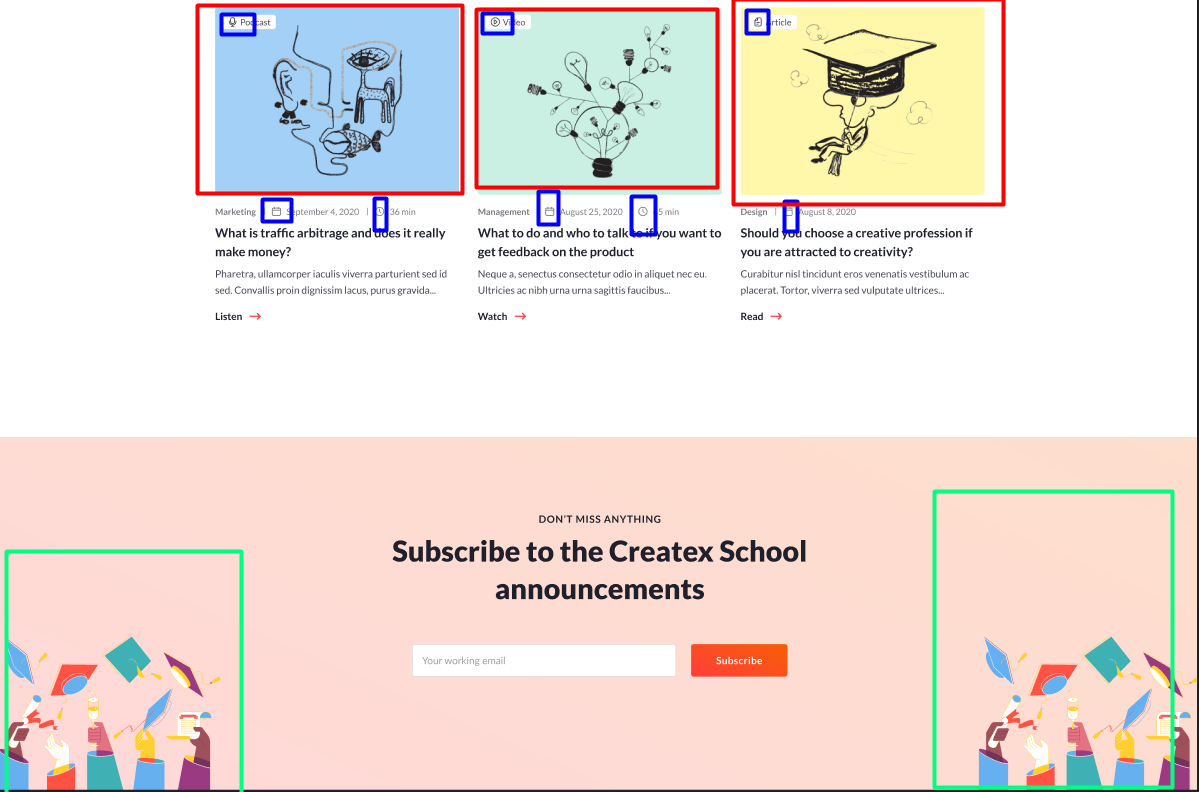 Podcast
Video
Article
Marketing | September 4, 2020 | 36 min
What is traffic arbitrage and does it really
make money?
Pharetra, ullamcorper iaculis viverra parturient sed id
sed. Convallis proin dignissim lacus, purus gravida...
Listen →
Management August 25, 2020 5 min
What to do and who to talk to if you want to
get feedback on the product
Neque a, senectus consectetur odio in aliquet nec eu.
Ultricies ac nibh urna urna sagittis faucibus...
Watch →
Design | August 8, 2020
Should you choose a creative profession if
you are attracted to creativity?
Curabitur nisl tincidunt eros venenatis vestibulum ac
placerat. Tortor, viverra sed vulputate ultrices...
Read →
DON'T MISS ANYTHING
Subscribe to the Createx School
announcements
Your working email
Subscribe